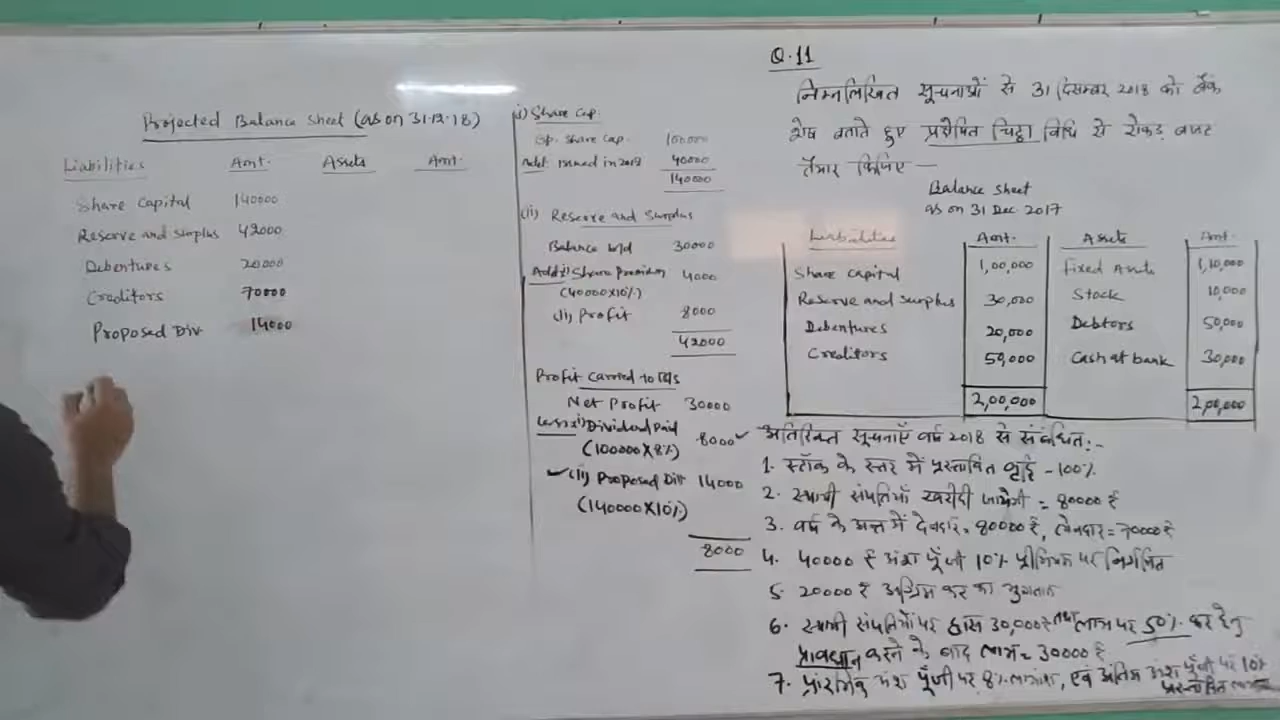 Projected Balance Sheet (as on 31.12.18)
Liabilities Amt. Assets Amt.
Share Capital 140000
Reserve and Surplus 42000
Debentures 20000
Creditors 70000
Proposed Div 14000
i) Share Cap.
Op. Share Cap. 100000
Add: Issued in 2018 40000
140000
(ii) Reserve and Surplus
Balance b/d 30000
Add: i) Share Premium 4000
(40000X10%)
(ii) Profit 8000
42000
Profit Carried to B/s
Net Profit 30000
Less: i) Dividend Paid 8000
(100000X8%)
(ii) Proposed Div 14000
(140000X10%)
8000
Q.11
निम्नलिखित सूचनाओं से 31 दिसम्बर 2018 को बैंक
शेष बताते हुए प्रक्षेपित चिट्ठा विधि से रोकड़ बजट
तैयार किजिए —
Balance Sheet
as on 31 Dec. 2017
Liabilities Amt. Assets Amt.
Share Capital 1,00,000 Fixed Assets 1,10,000
Reserve and Surplus 30,000 Stock 10,000
Debentures 20,000 Debtors 50,000
Creditors 50,000 Cash at bank 30,000
2,00,000 2,00,000
अतिरिक्त सूचनाएँ वर्ष 2018 से संबंधित:-
1. स्टॉक के स्तर में प्रस्तावित वृद्धि - 100%
2. स्थायी संपतियाँ खरीदी जायेगी = 80000 ₹
3. वर्ष के अन्त में देनदार = 80000 ₹, लेनदार = 70000 ₹
4. 40000 ₹ अंश पूँजी 10% प्रीमियम पर निर्गमित
5. 20000 ₹ अग्रिम कर का भुगतान
6. स्थायी संपतियों पर ह्रास 30,000 ₹ तथा लाभ पर 50% कर हेतु
प्रावधान करने के बाद लाभ = 30000 ₹
7. प्रारंभिक अंश पूँजी पर 8% लाभांश, एवं अंतिम अंश पूँजी पर 10%
प्रस्तावित